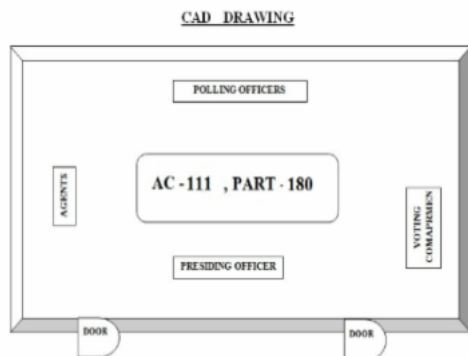 CAD DRAWING
POLLING OFFICERS
AGENTS
AC -111 , PART - 180
VOTING
COMAPRMEN
PRESIDING OFFICER
DOOR
DOOR